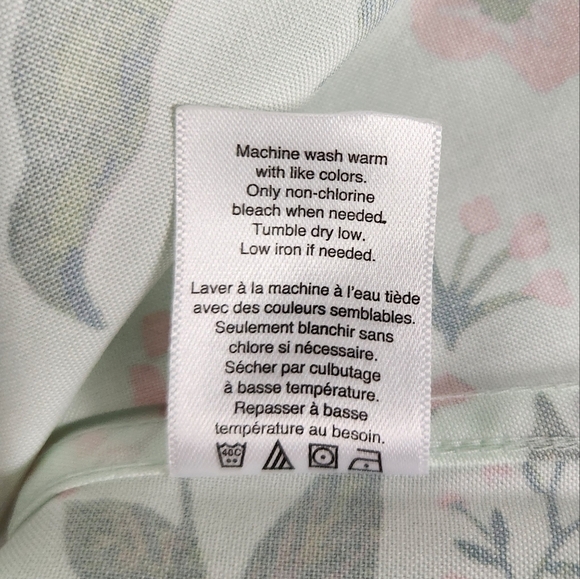 Machine wash warm
with like colors.
Only non-chlorine
bleach when needed.
Tumble dry low.
Low iron if needed.
Laver à la machine à l'eau tiède
avec des couleurs semblables.
Seulement blanchir sans
chlore si nécessaire.
Sécher par culbutage
à basse température.
Repasser à basse
température au besoin.
40C